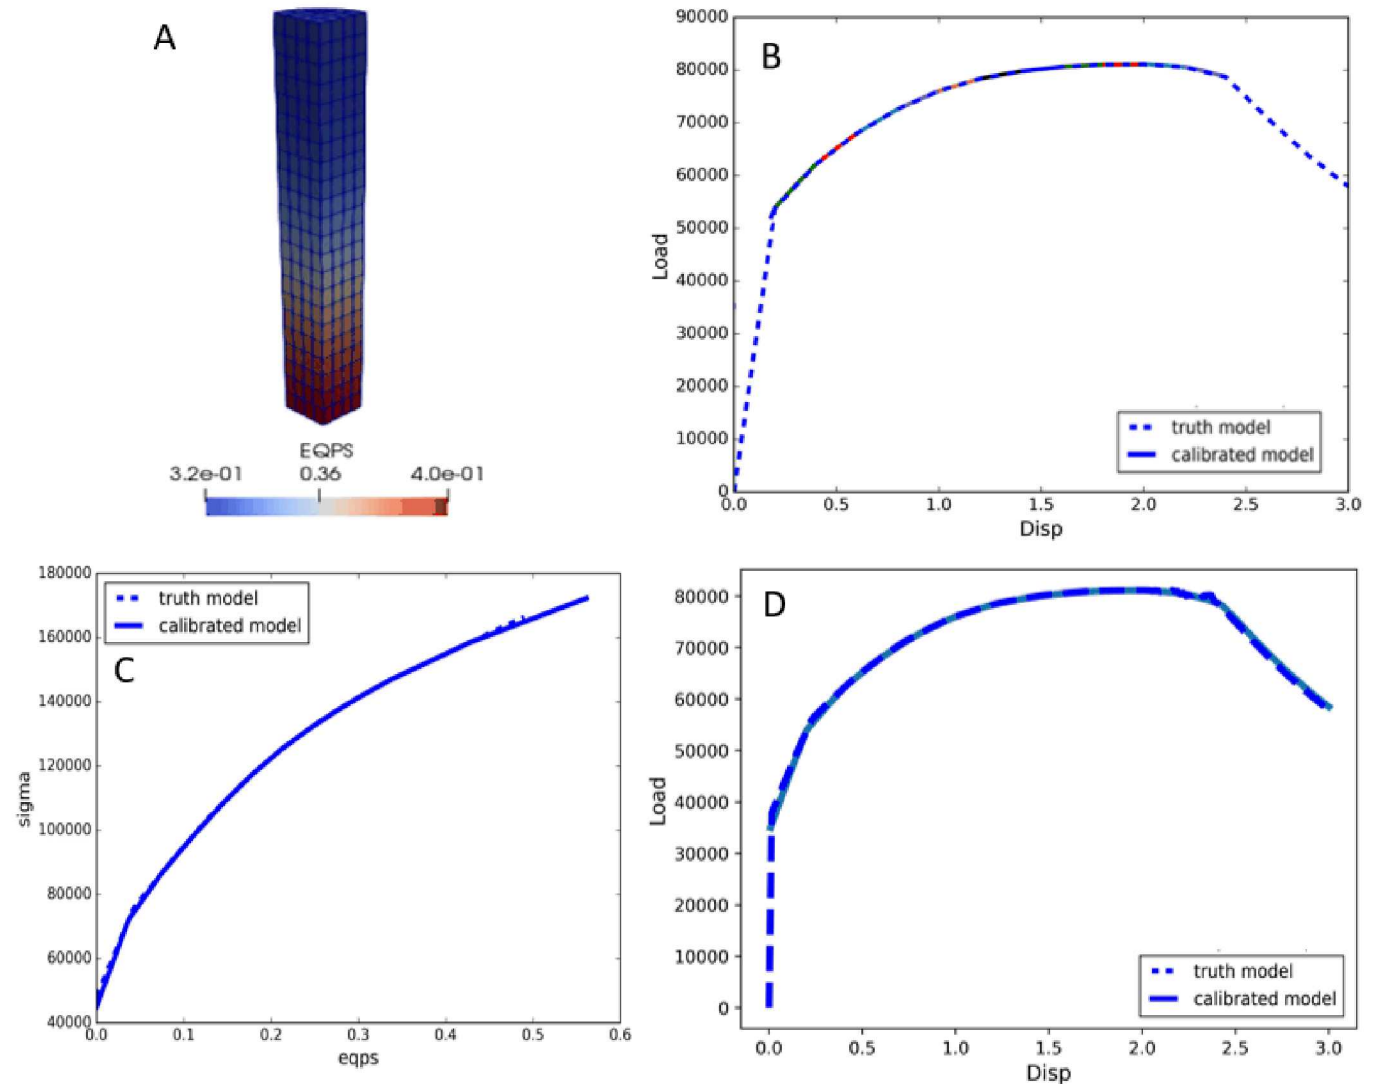 A
EQPS
3.2e-01 0.36 4.0e-01
B
90000
80000
70000
60000
50000
40000
30000
20000
10000
0
Load
truth model
calibrated model
0.0 0.5 1.0 1.5 2.0 2.5 3.0
Disp
180000
160000
140000
120000
100000
80000
60000
40000
sigma
truth model
calibrated model
C
0.0 0.1 0.2 0.3 0.4 0.5 0.6
eqps
D
80000
70000
60000
50000
40000
30000
20000
10000
0
Load
truth model
calibrated model
0.0 0.5 1.0 1.5 2.0 2.5 3.0
Disp